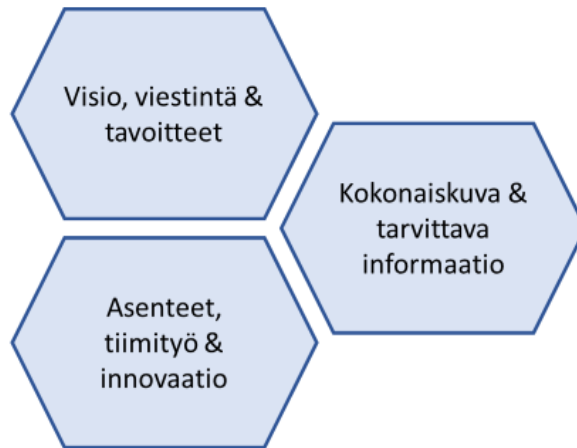 Visio, viestintä &
tavoitteet
Kokonaiskuva &
tarvittava
informaatio
Asenteet,
tiimityö &
innovaatio